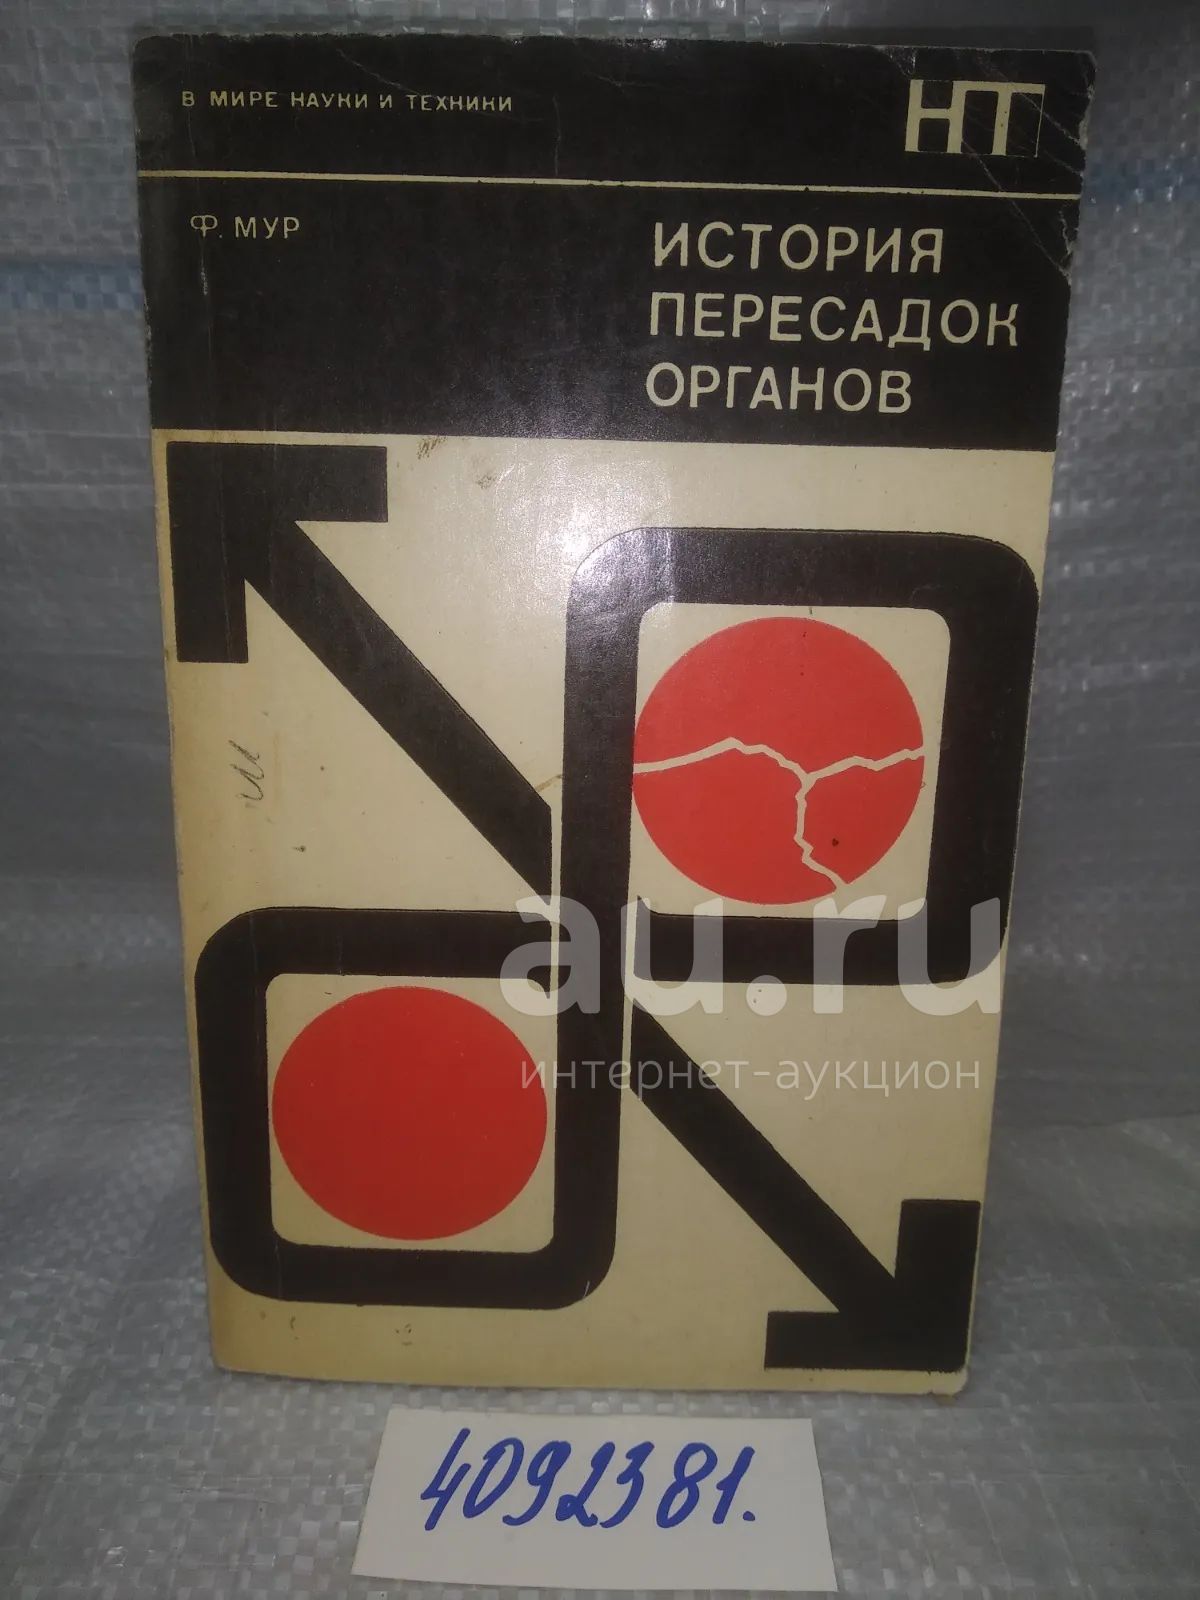 В МИРЕ НАУКИ И ТЕХНИКИ
НТ
Ф. МУР
ИСТОРИЯ
ПЕРЕСАДОК
ОРГАНОВ
au.ru
интернет-аукцион
4092381.